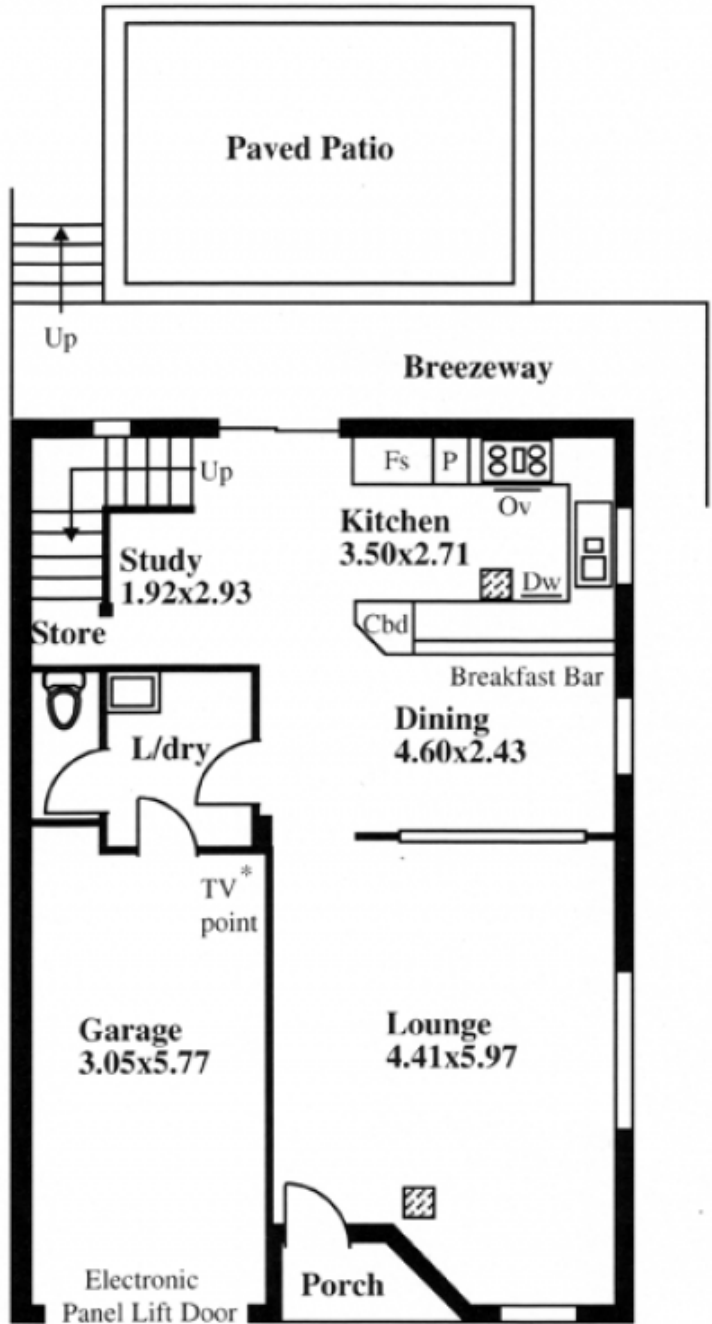 Paved Patio
Up
Breezeway
Up
Fs
P
Ov
Kitchen
3.50x2.71
Study
1.92x2.93
Dw
Store
Cbd
Breakfast Bar
Dining
4.60x2.43
L/dry
TV*
point
Garage
3.05x5.77
Lounge
4.41x5.97
Electronic
Panel Lift Door
Porch